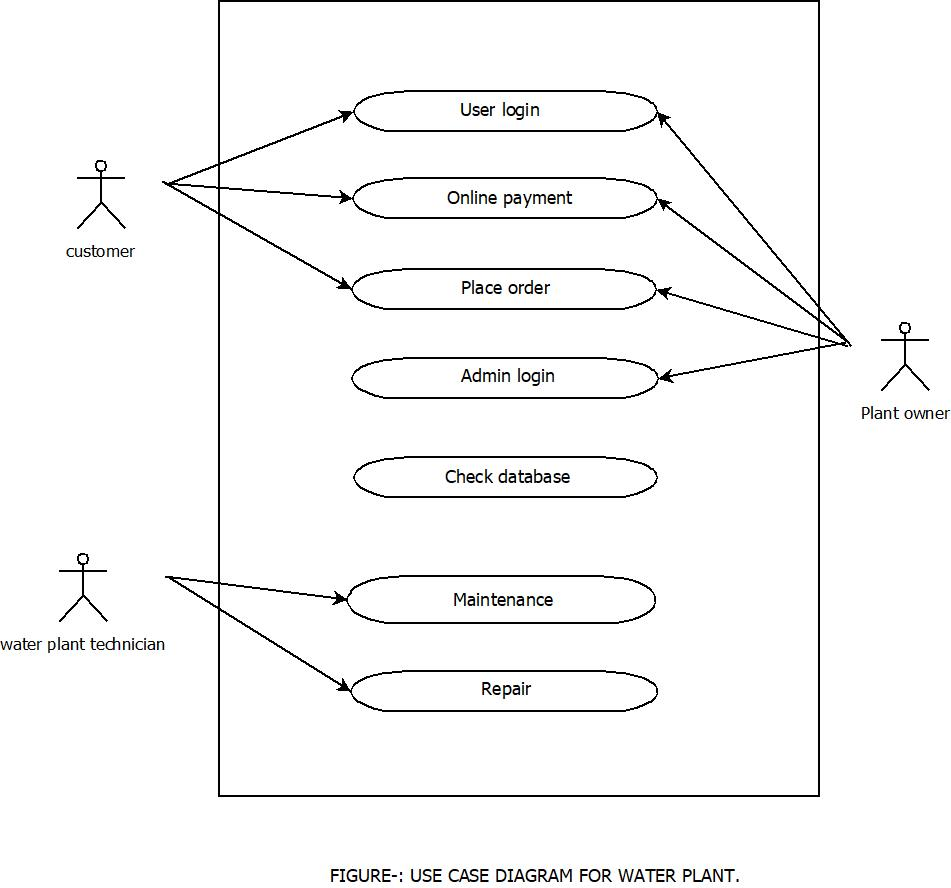 User login
Online payment
customer
Place order
Admin login
Plant owner
Check database
Maintenance
water plant technician
Repair
FIGURE-: USE CASE DIAGRAM FOR WATER PLANT.